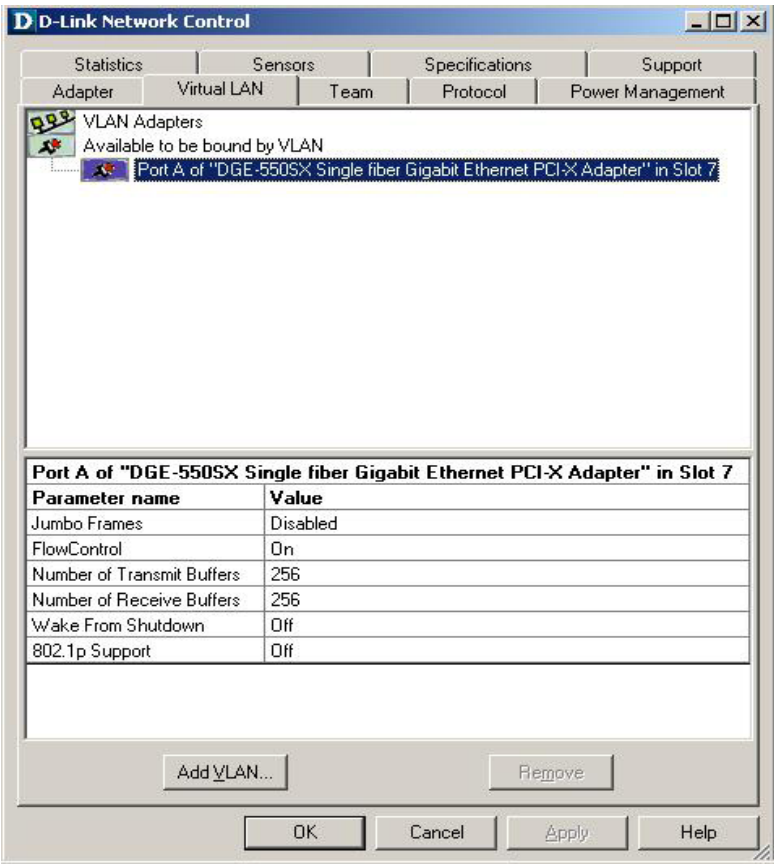 D D-Link Network Control
Statistics Sensors Specifications Support
Adapter Virtual LAN Team Protocol Power Management
VLAN Adapters
Available to be bound by VLAN
Port A of "DGE-550SX Single fiber Gigabit Ethernet PCI-X Adapter" in Slot 7
Port A of "DGE-550SX Single fiber Gigabit Ethernet PCI-X Adapter" in Slot 7
Parameter name Value
Jumbo Frames Disabled
FlowControl On
Number of Transmit Buffers 256
Number of Receive Buffers 256
Wake From Shutdown Off
802.1p Support Off
Add VLAN... Remove
OK Cancel Apply Help